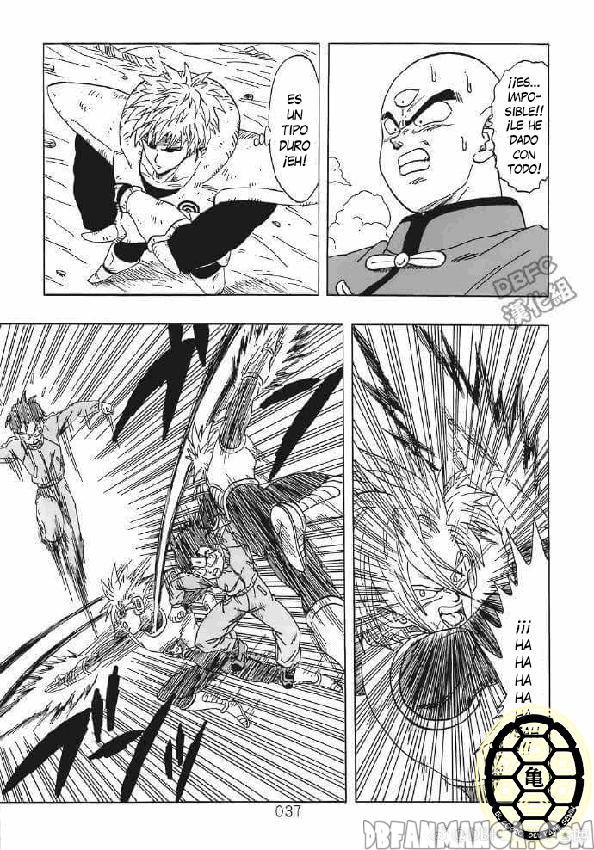 ¡¡ES...
IMPO-
SIBLE!!
¡LE HE
DADO
CON
TODO!
ES
UN
TIPO
DURO
¡EH!
DBFC
漢化組
¡¡¡
HA
HA
HA
HA
HA
!!!
亀
037
DBFANMANGA.COM